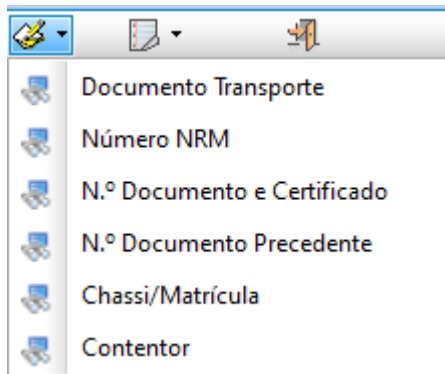 Documento Transporte
Número NRM
N.º Documento e Certificado
N.º Documento Precedente
Chassi/Matrícula
Contentor